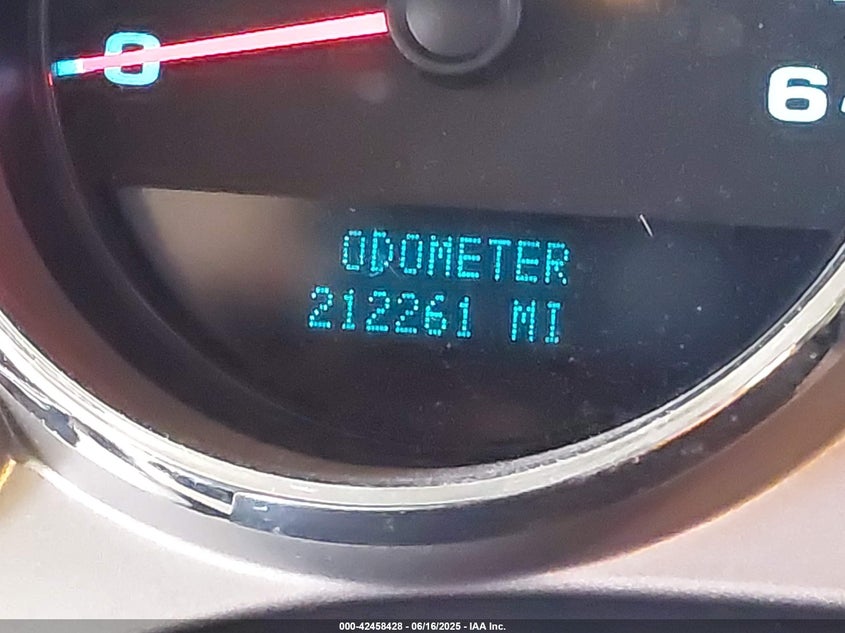 0
6
ODOMETER
212261 MI
000-42458428 - 06/16/2025 - IAA Inc.